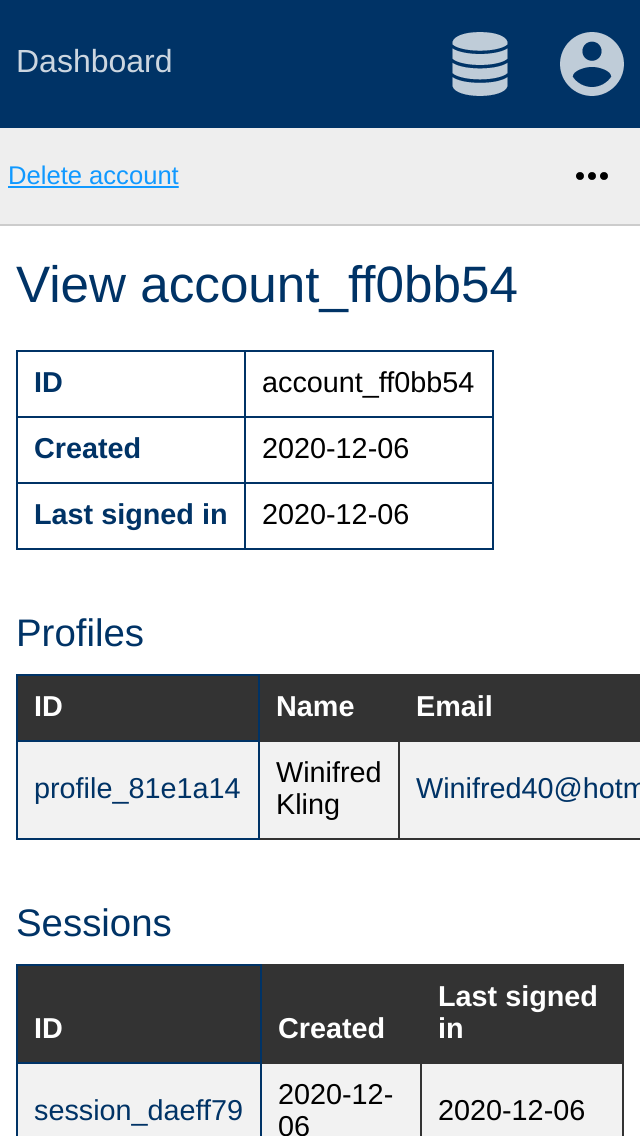 Dashboard
Delete account
View account_ff0bb54
ID account_ff0bb54
Created 2020-12-06
Last signed in 2020-12-06
Profiles
ID Name Email
profile_81e1a14 Winifred Kling Winifred40@hotm
Sessions
ID Created Last signed in
session_daeff79 2020-12-06 2020-12-06